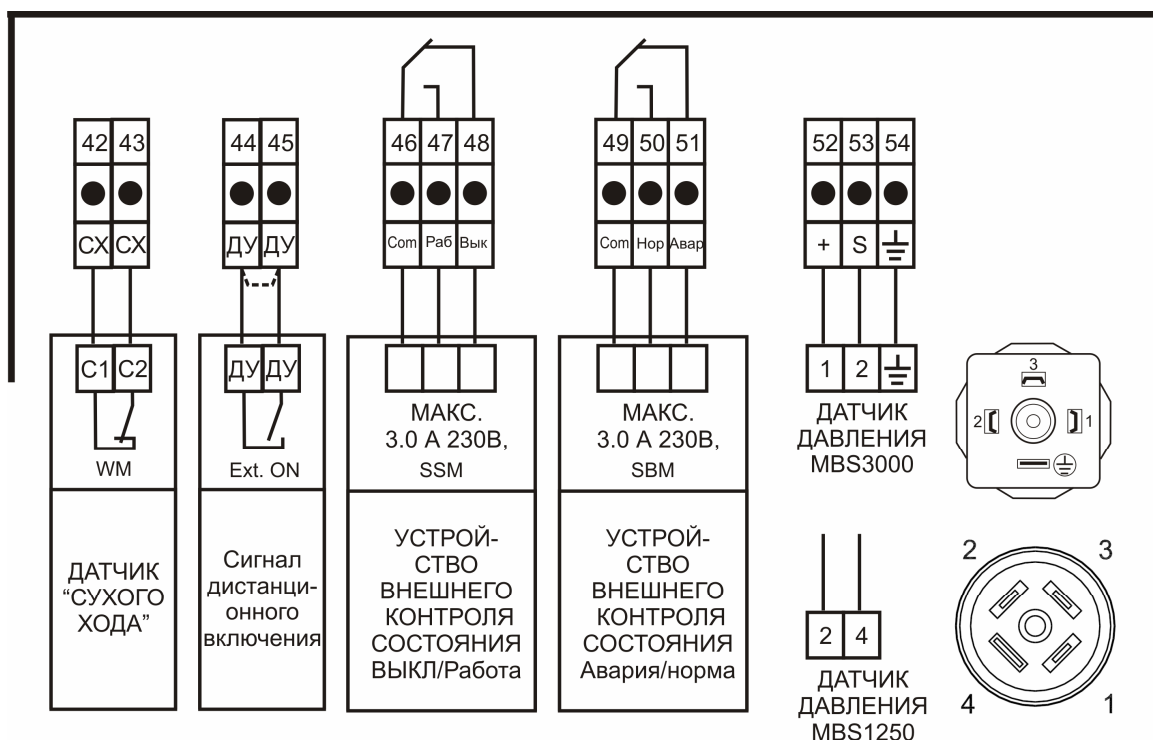 42 43
44 45
46 47 48
49 50 51
52 53 54
СХ СХ
ДУ ДУ
Com Раб Вык
Com Нор Авар
+ S
С1 С2
WM
ДАТЧИК
“СУХОГО
ХОДА”
ДУ ДУ
Ext. ON
Сигнал
дистанци-
онного
включения
МАКС.
3.0 А 230В,
SSM
УСТРОЙ-
СТВО
ВНЕШНЕГО
КОНТРОЛЯ
СОСТОЯНИЯ
ВЫКЛ/Работа
МАКС.
3.0 А 230В,
SBM
УСТРОЙ-
СТВО
ВНЕШНЕГО
КОНТРОЛЯ
СОСТОЯНИЯ
Авария/норма
1 2
ДАТЧИК
ДАВЛЕНИЯ
MBS3000
3
2 1
2 4
ДАТЧИК
ДАВЛЕНИЯ
MBS1250
2 3
4 1